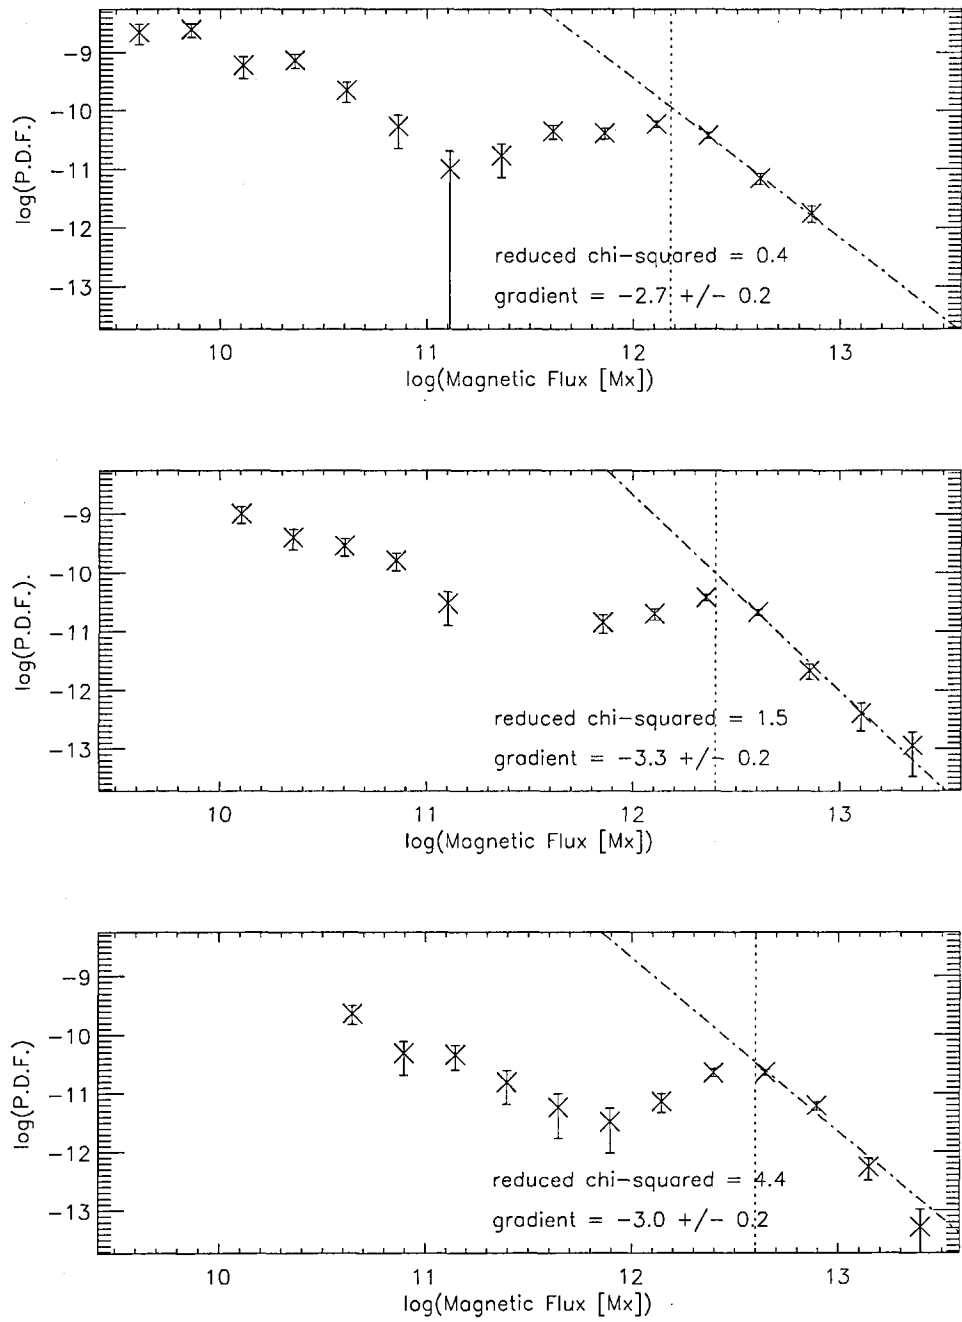 log(P.D.F.)
-9
-10
-11
-12
-13
reduced chi-squared = 0.4
gradient = -2.7 +/- 0.2
10
11
12
13
log(Magnetic Flux [Mx])
log(P.D.F.).
-9
-10
-11
-12
-13
reduced chi-squared = 1.5
gradient = -3.3 +/- 0.2
10
11
12
13
log(Magnetic Flux [Mx])
log(P.D.F.)
-9
-10
-11
-12
-13
reduced chi-squared = 4.4
gradient = -3.0 +/- 0.2
10
11
12
13
log(Magnetic Flux [Mx])